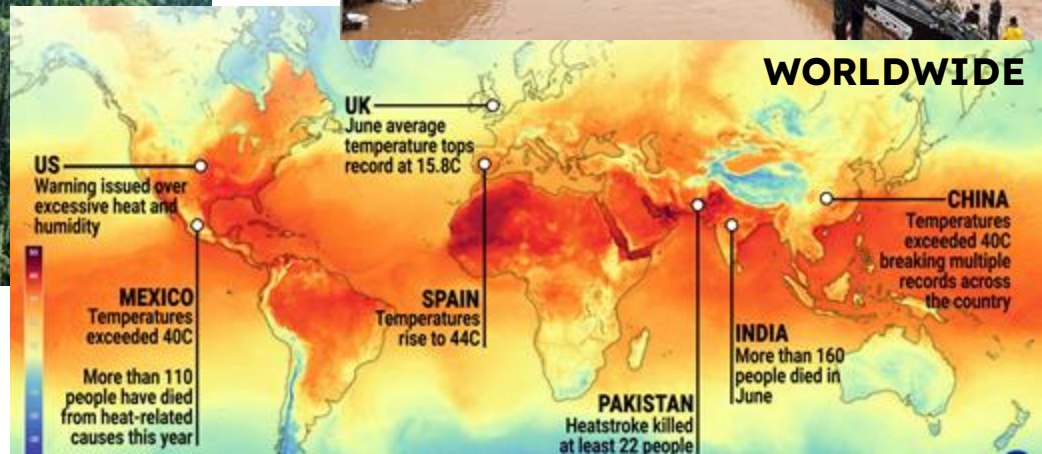 WORLDWIDE
UK
June average
temperature tops
record at 15.8C
US
Warning issued over
excessive heat and
humidity
CHINA
Temperatures
exceeded 40C
breaking multiple
records across
the country
MEXICO
Temperatures
exceeded 40C
More than 110
people have died
from heat-related
causes this year
SPAIN
Temperatures
rise to 44C
INDIA
More than 160
people died in
June
PAKISTAN
Heatstroke killed
at least 22 people